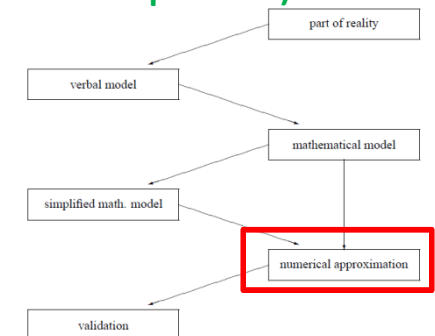 part of reality
verbal model
mathematical model
simplified math. model
numerical approximation
validation